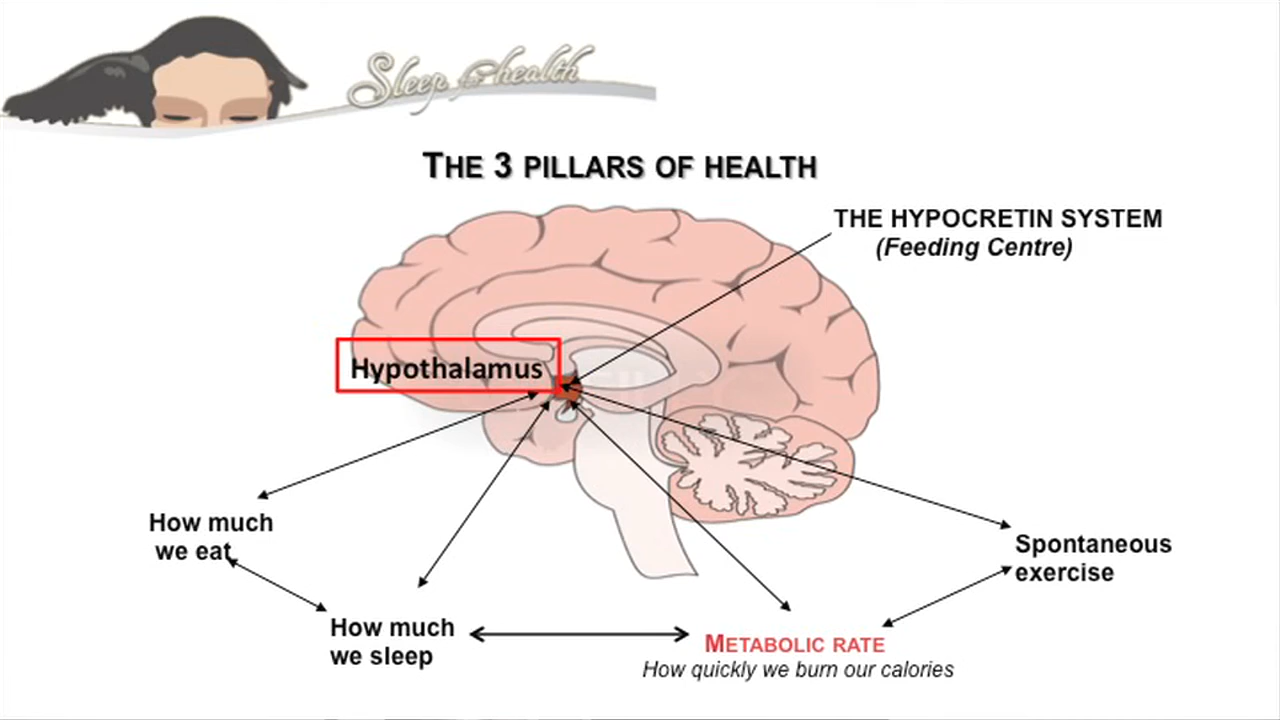 Sleep for health
THE 3 PILLARS OF HEALTH
THE HYPOCRETIN SYSTEM
(Feeding Centre)
Hypothalamus
How much
we eat
Spontaneous
exercise
How much
we sleep
METABOLIC RATE
How quickly we burn our calories